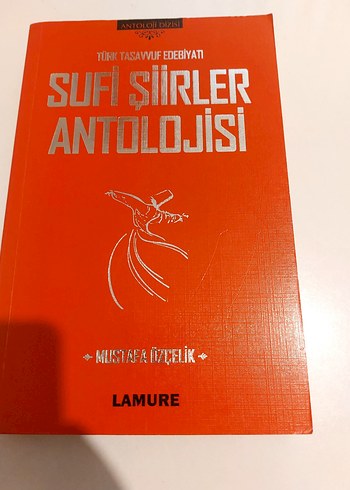 ANTOLOJİ DİZİSİ
TÜRK TASAVVUF EDEBİYATI
SUFİ ŞİİRLER
ANTOLOJİSİ
MUSTAFA ÖZÇELİK
LAMURE